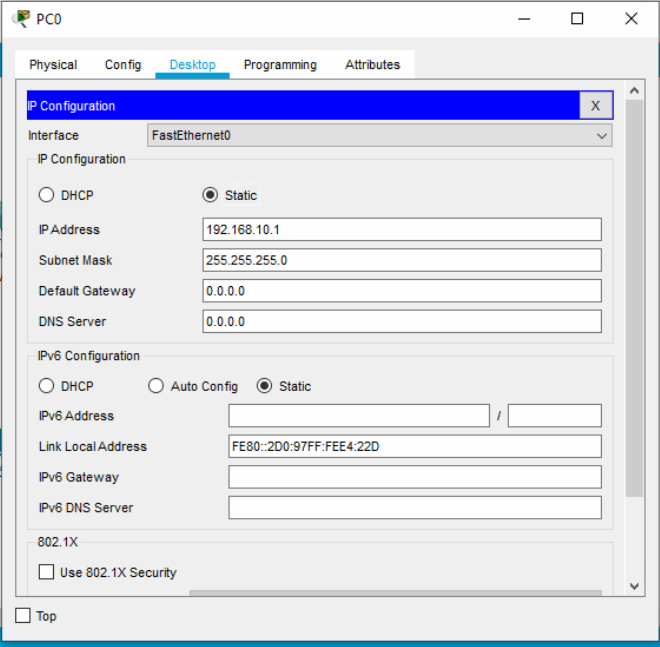 PC0
Physical Config Desktop Programming Attributes
IP Configuration X
Interface FastEthernet0
IP Configuration
DHCP Static
IP Address 192.168.10.1
Subnet Mask 255.255.255.0
Default Gateway 0.0.0.0
DNS Server 0.0.0.0
IPv6 Configuration
DHCP Auto Config Static
IPv6 Address /
Link Local Address FE80::2D0:97FF:FEE4:22D
IPv6 Gateway
IPv6 DNS Server
802.1X
Use 802.1X Security
Top